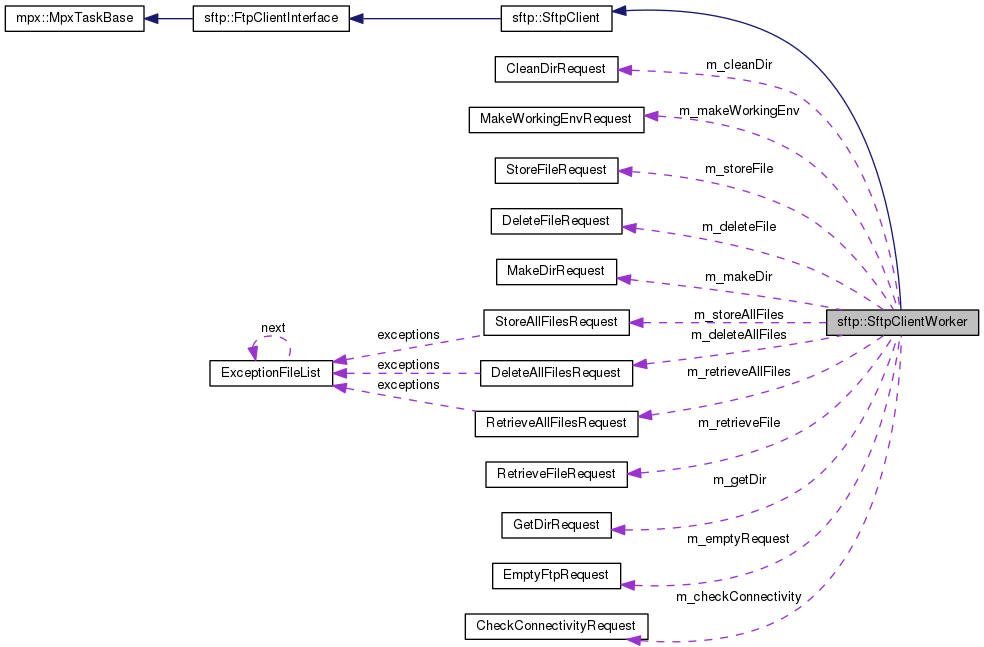 mpx::MpxTaskBase
sftp::FtpClientInterface
sftp::SftpClient
CleanDirRequest
m_cleanDir
MakeWorkingEnvRequest
m_makeWorkingEnv
StoreFileRequest
m_storeFile
DeleteFileRequest
m_deleteFile
MakeDirRequest
m_makeDir
StoreAllFilesRequest
m_storeAllFiles
sftp::SftpClientWorker
next
exceptions
m_deleteAllFiles
ExceptionFileList
exceptions
DeleteAllFilesRequest
m_retrieveAllFiles
exceptions
RetrieveAllFilesRequest
m_retrieveFile
RetrieveFileRequest
m_getDir
GetDirRequest
m_emptyRequest
EmptyFtpRequest
m_checkConnectivity
CheckConnectivityRequest